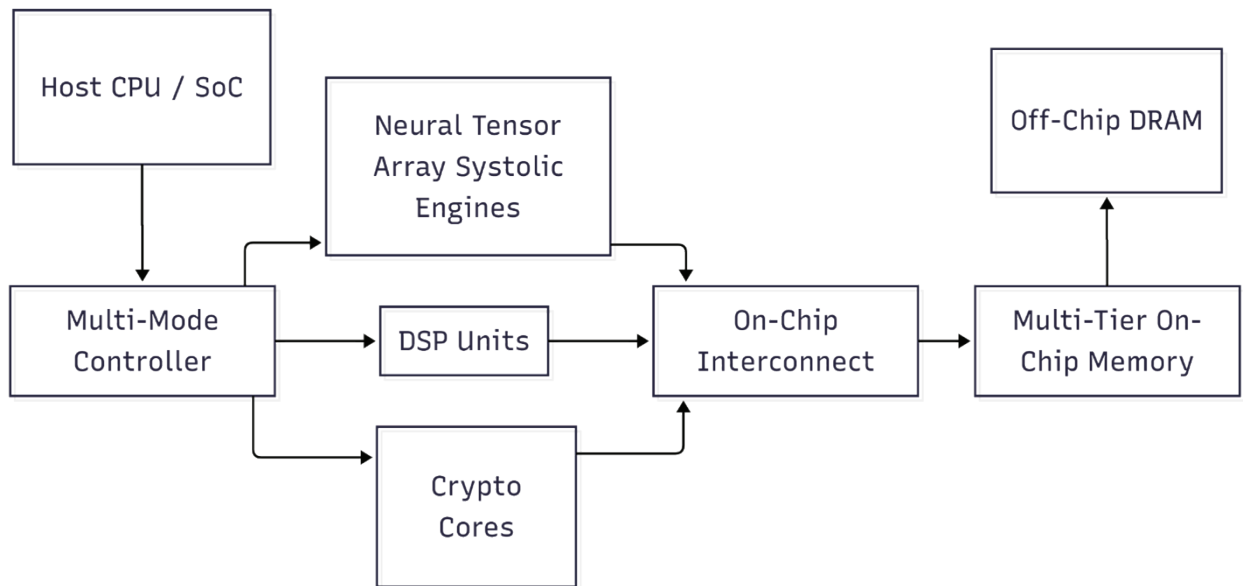 Host CPU / SoC
Neural Tensor
Array Systolic
Engines
Off-Chip DRAM
Multi-Mode
Controller
DSP Units
On-Chip
Interconnect
Multi-Tier On-
Chip Memory
Crypto
Cores